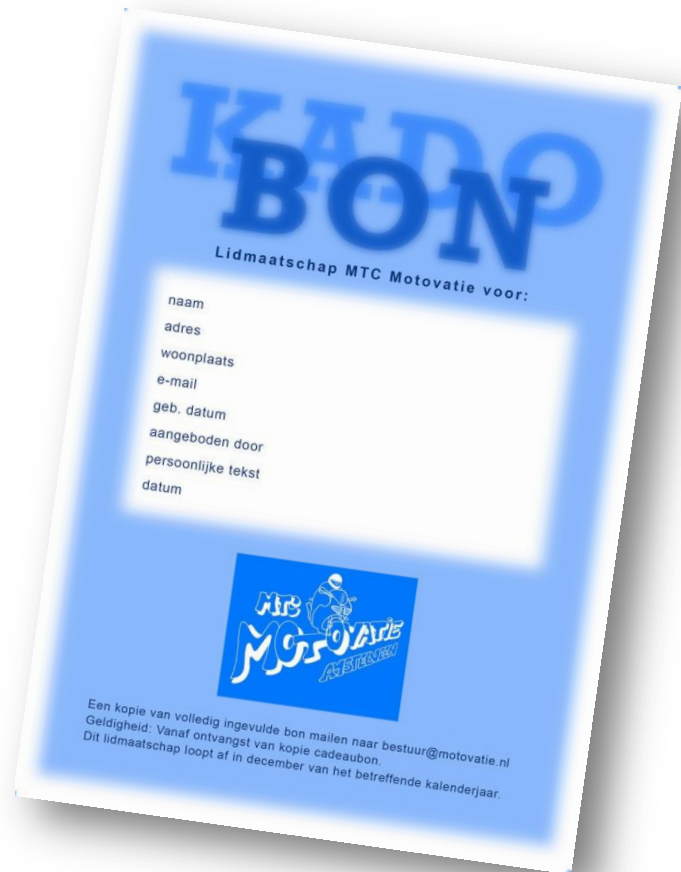 KADO
BON
Lidmaatschap MTC Motovatie voor:
naam
adres
woonplaats
e-mail
geb. datum
aangeboden door
persoonlijke tekst
datum
MTC
MOTOVATIE
AMSTELVEEN
Een kopie van volledig ingevulde bon mailen naar bestuur@motovatie.nl
Geldigheid: Vanaf ontvangst van kopie cadeaubon.
Dit lidmaatschap loopt af in december van het betreffende kalenderjaar.